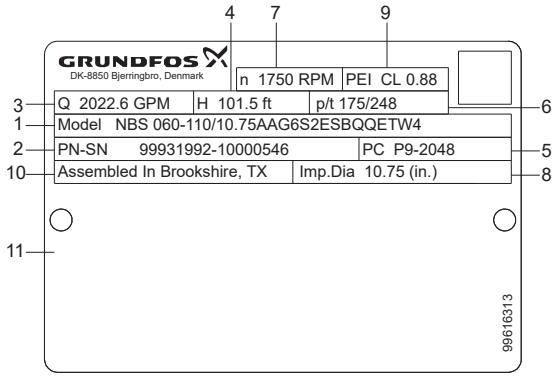 4 7 9
GRUNDFOS
DK-8850 Bjerringbro, Denmark
n 1750 RPM PEI CL 0.88
3 Q 2022.6 GPM H 101.5 ft p/t 175/248 6
1 Model NBS 060-110/10.75AAG6S2ESBQQETW4
2 PN-SN 99931992-10000546 PC P9-2048 5
10 Assembled In Brookshire, TX Imp.Dia 10.75 (in.) 8
11
99616313